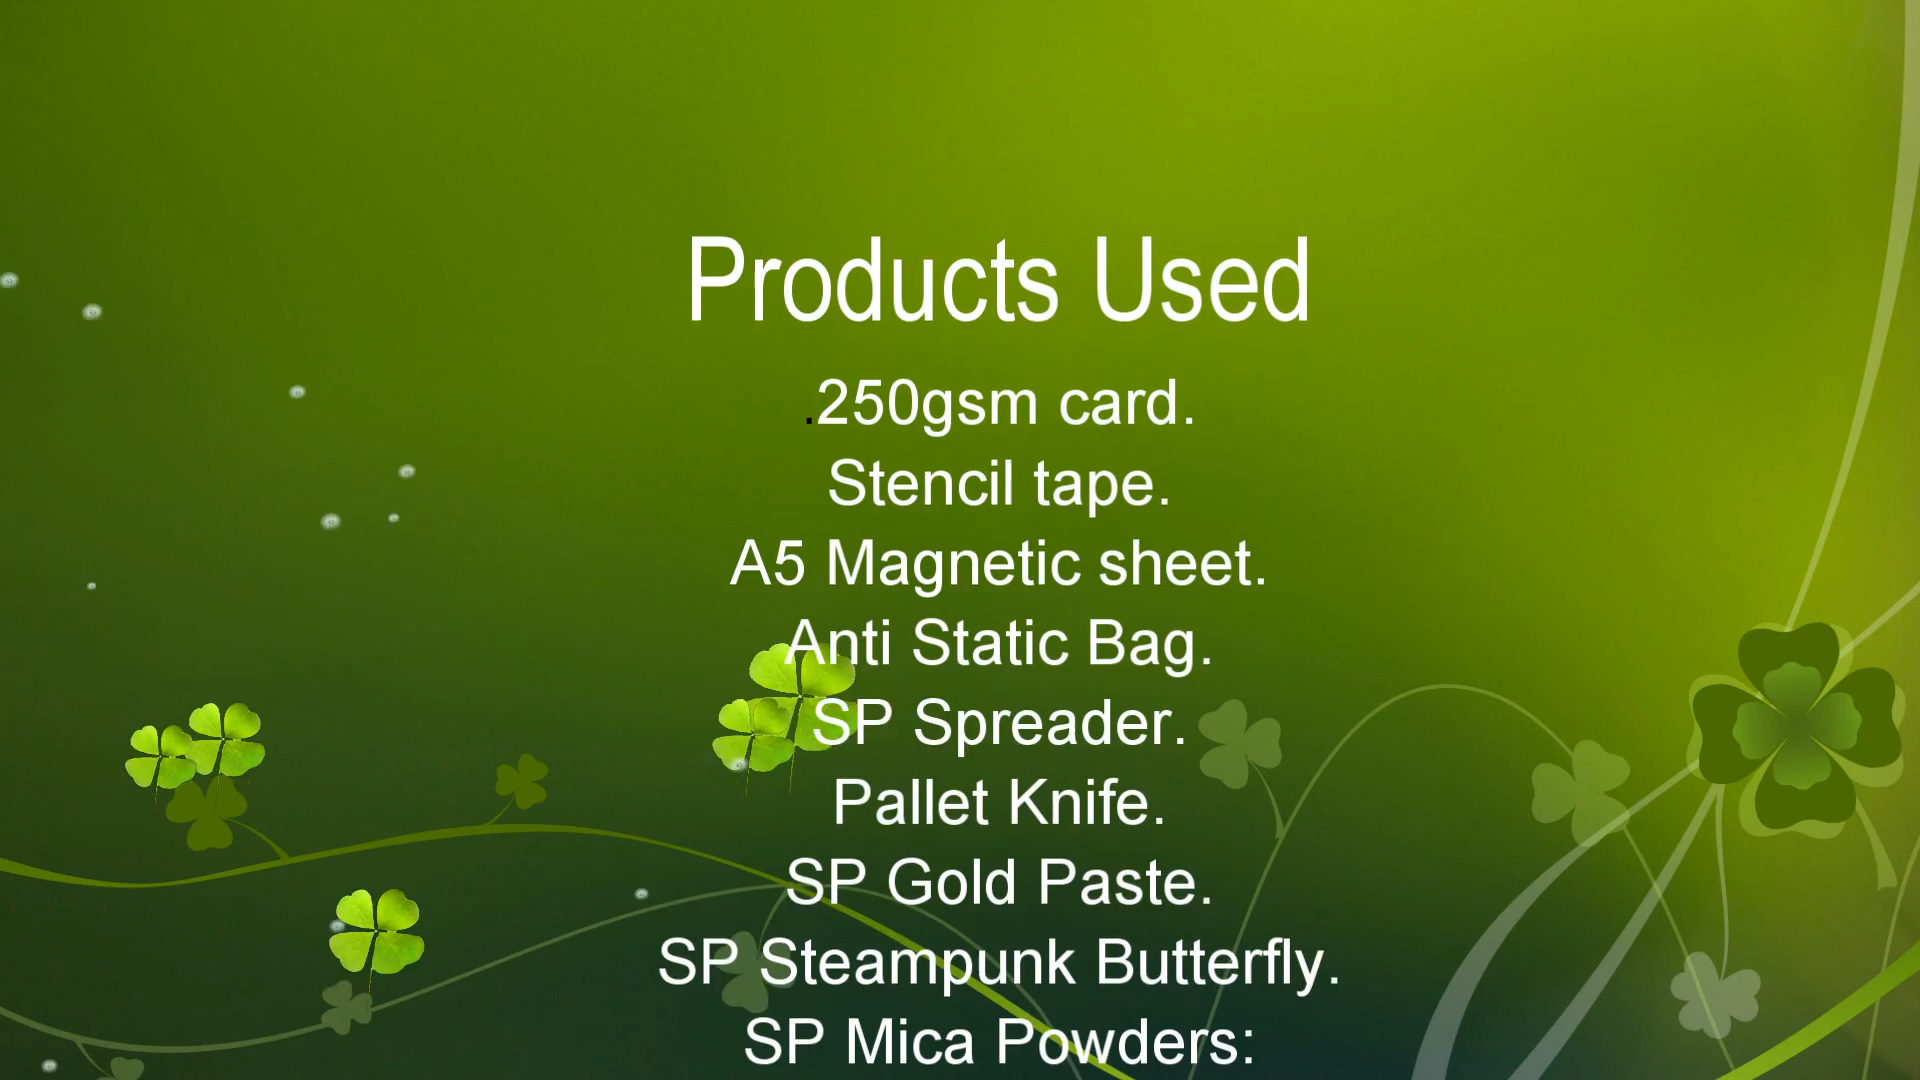 Products Used
.250gsm card.
Stencil tape.
A5 Magnetic sheet.
Anti Static Bag.
SP Spreader.
Pallet Knife.
SP Gold Paste.
SP Steampunk Butterfly.
SP Mica Powders: